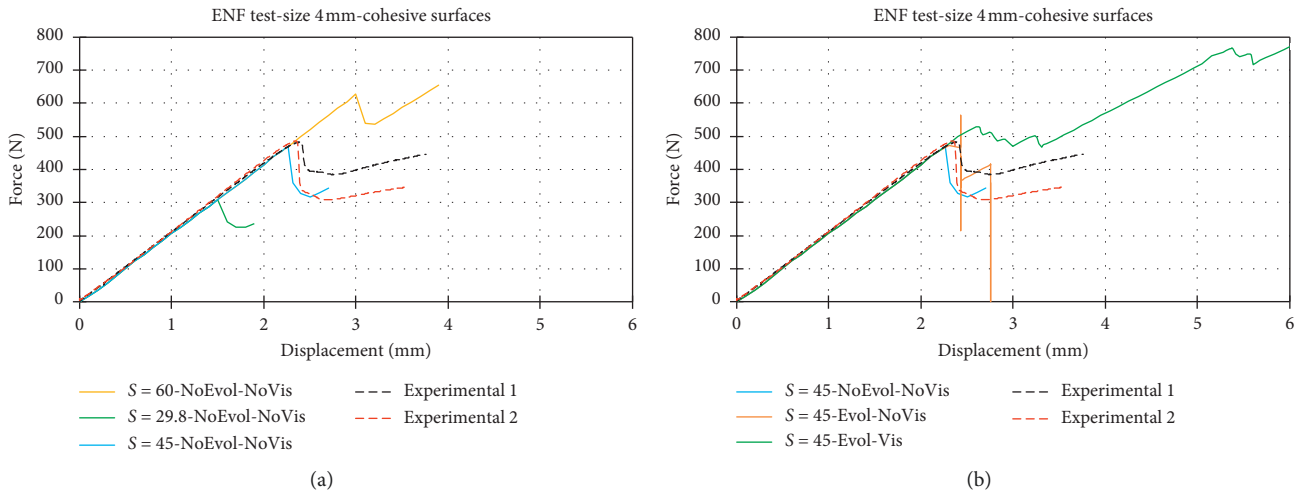 ENF test-size 4 mm-cohesive surfaces
800
700
600
500
400
300
200
100
0
Force (N)
0 1 2 3 4 5 6
Displacement (mm)
S = 60-NoEvol-NoVis
S = 29.8-NoEvol-NoVis
S = 45-NoEvol-NoVis
Experimental 1
Experimental 2
(a)
ENF test-size 4 mm-cohesive surfaces
800
700
600
500
400
300
200
100
0
Force (N)
0 1 2 3 4 5 6
Displacement (mm)
S = 45-NoEvol-NoVis
S = 45-Evol-NoVis
S = 45-Evol-Vis
Experimental 1
Experimental 2
(b)